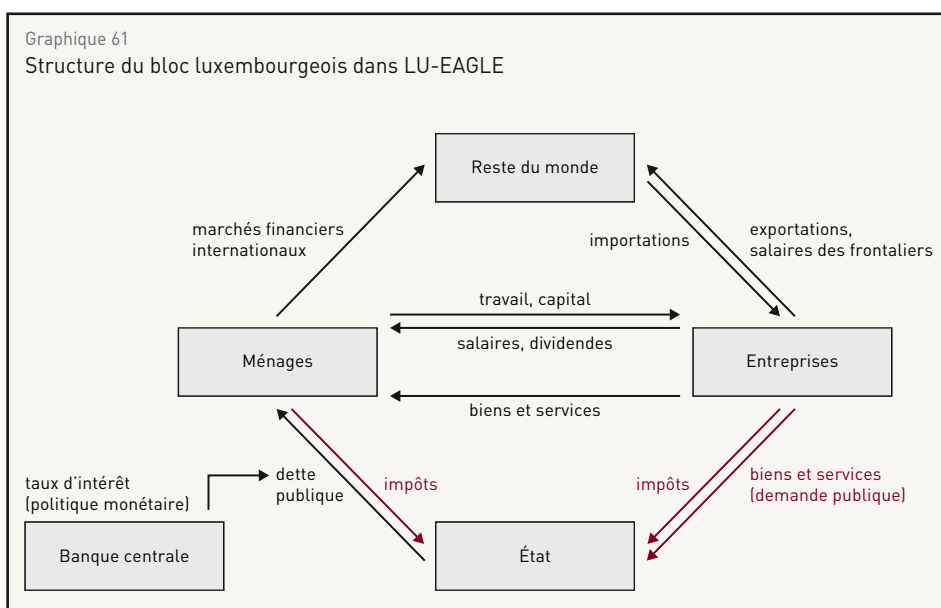 Graphique 61
Structure du bloc luxembourgeois dans LU-EAGLE
Reste du monde
marchés financiers
internationaux
importations
exportations,
salaires des frontaliers
travail, capital
Ménages
salaires, dividendes
Entreprises
biens et services
taux d'intérêt
(politique monétaire)
dette
publique
impôts
impôts
biens et services
(demande publique)
Banque centrale
État